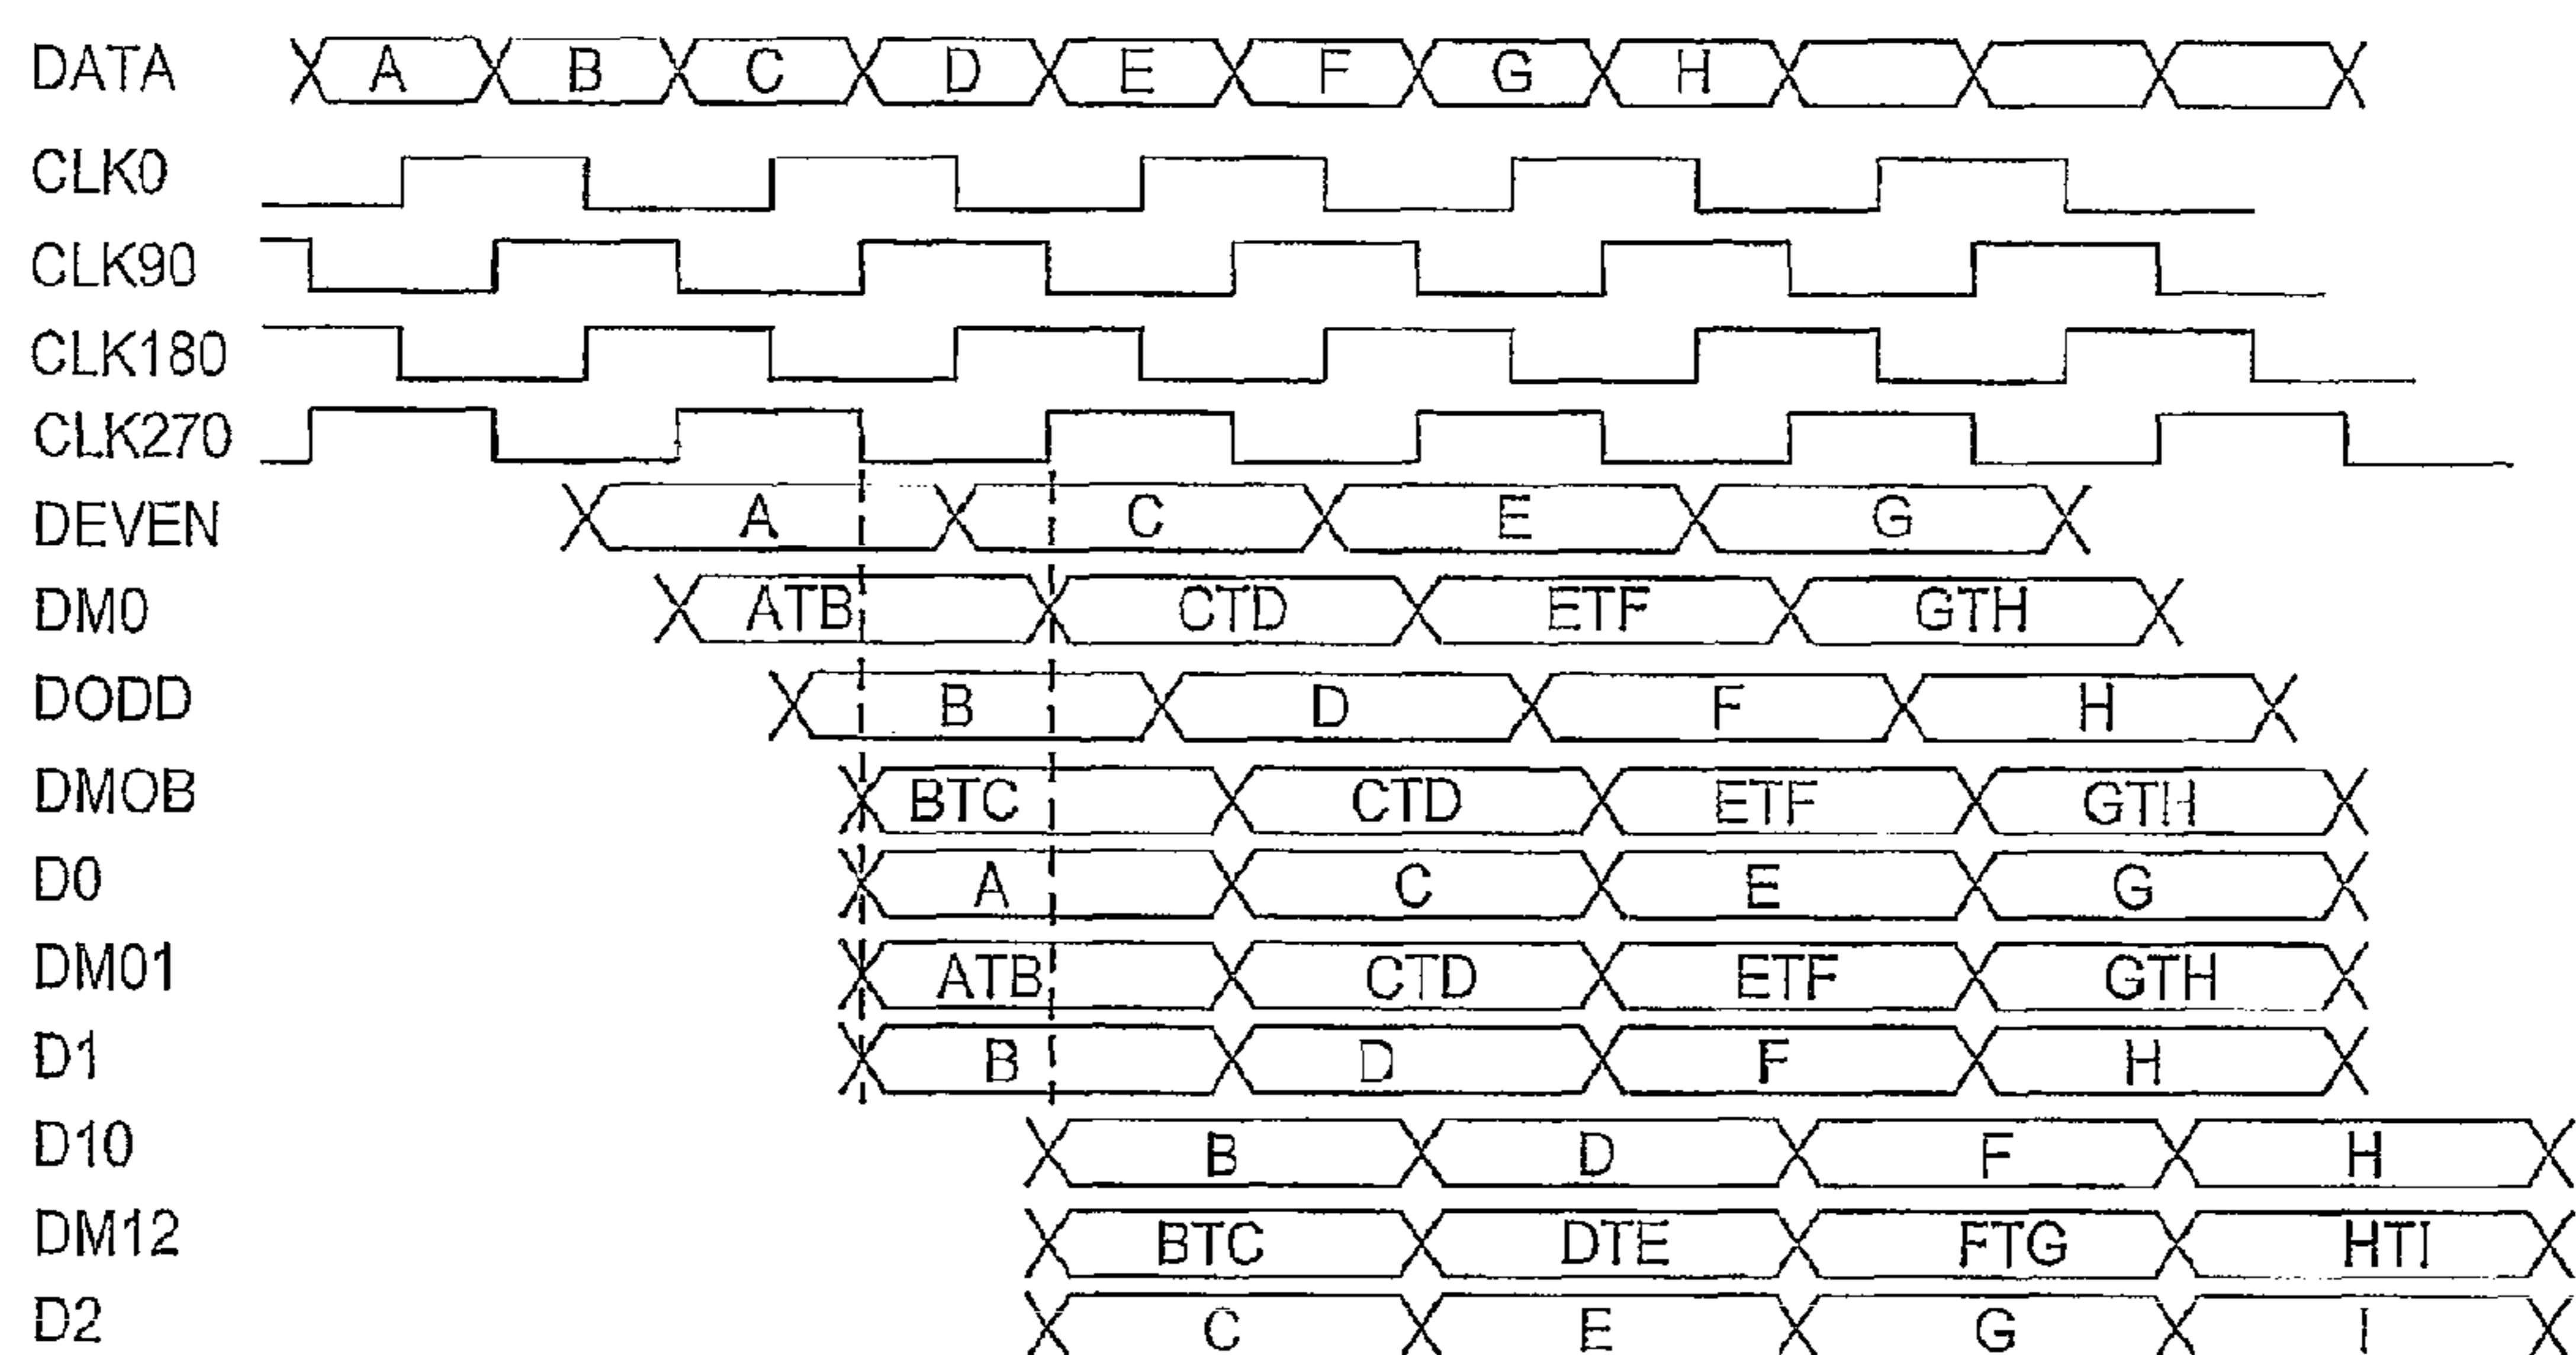 DATA A B C D E F G H
CLK0
CLK90
CLK180
CLK270
DEVEN A C E G
DM0 ATB CTD ETF GTH
DODD B D F H
DMOB BTC CTD ETF GTH
D0 A C E G
DM01 ATB CTD ETF GTH
D1 B D F H
D10 B D F H
DM12 BTC DTE FTG HTI
D2 C E G I